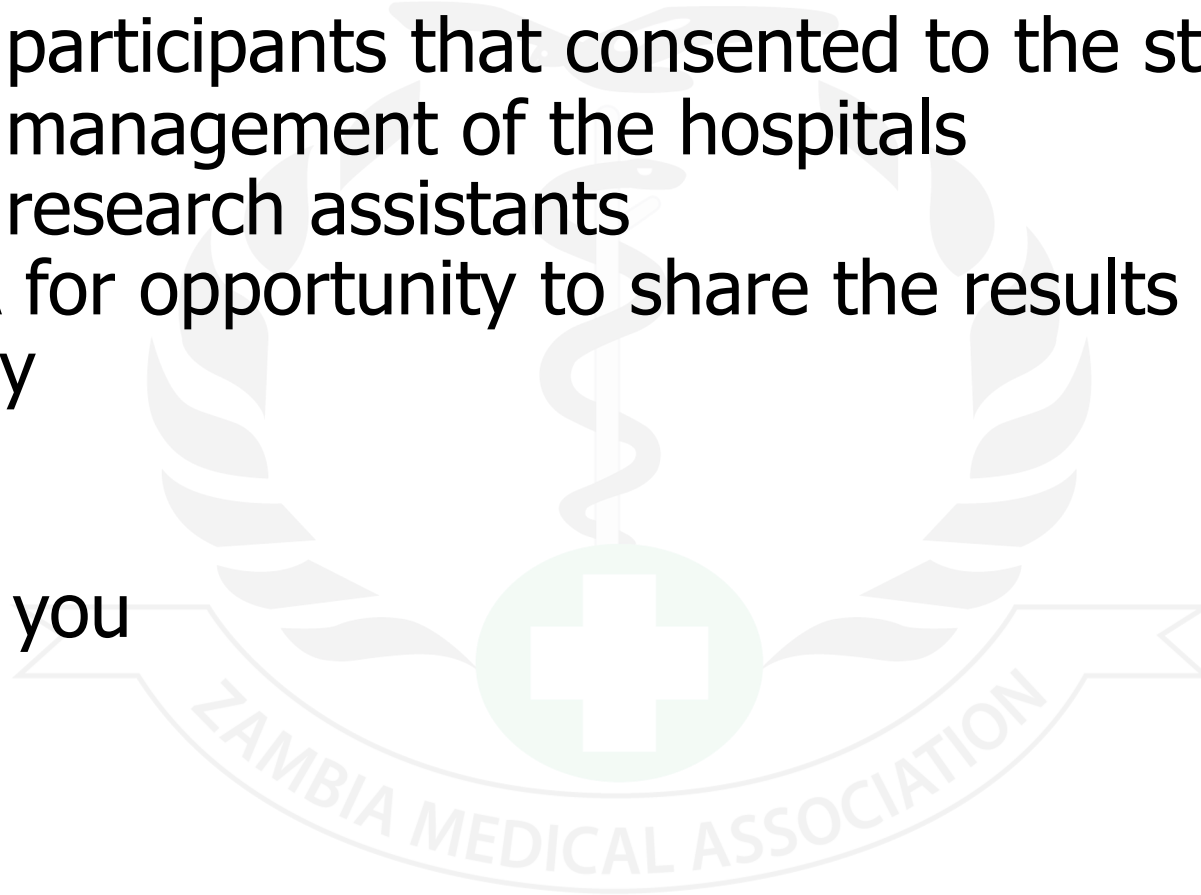 participants that consented to the st
management of the hospitals
research assistants
for opportunity to share the results
y
you
ZAMBIA MEDICAL ASSOCIATION